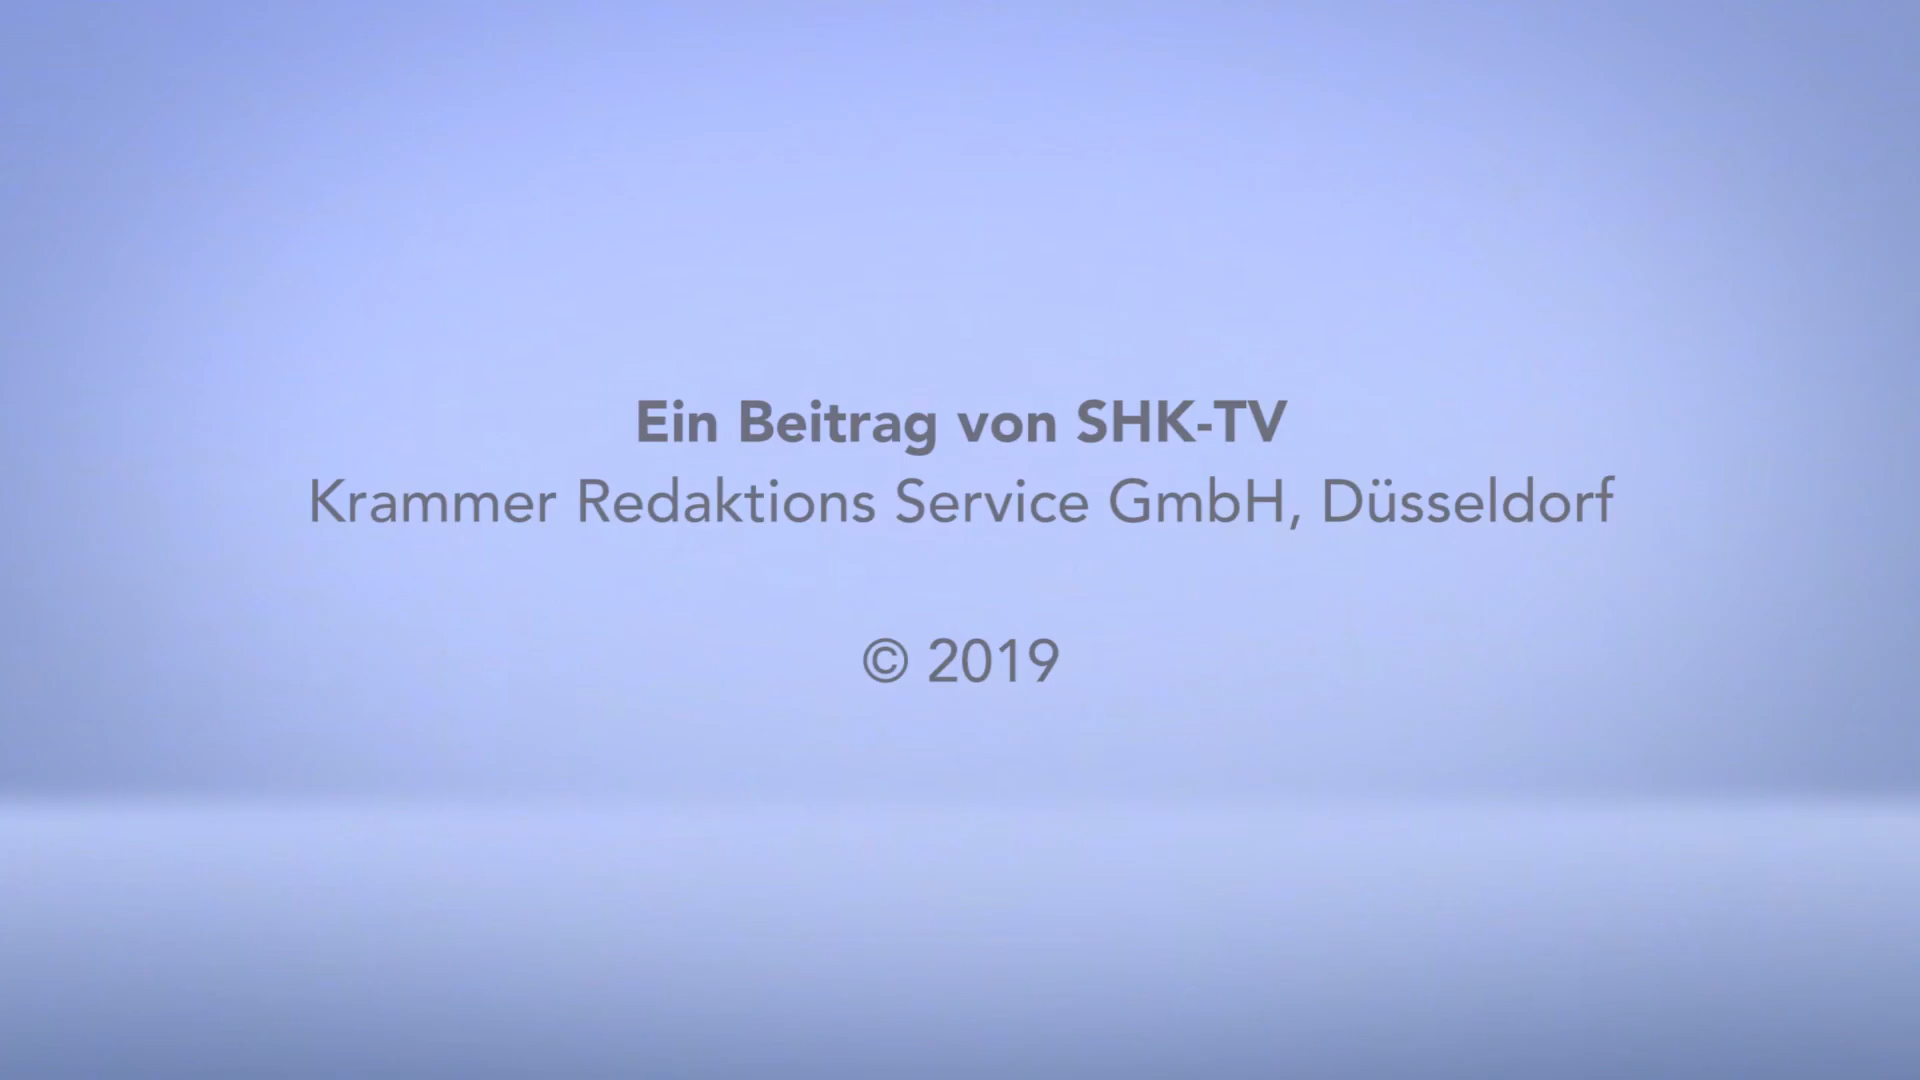 Ein Beitrag von SHK-TV
Krammer Redaktions Service GmbH, Düsseldorf
© 2019